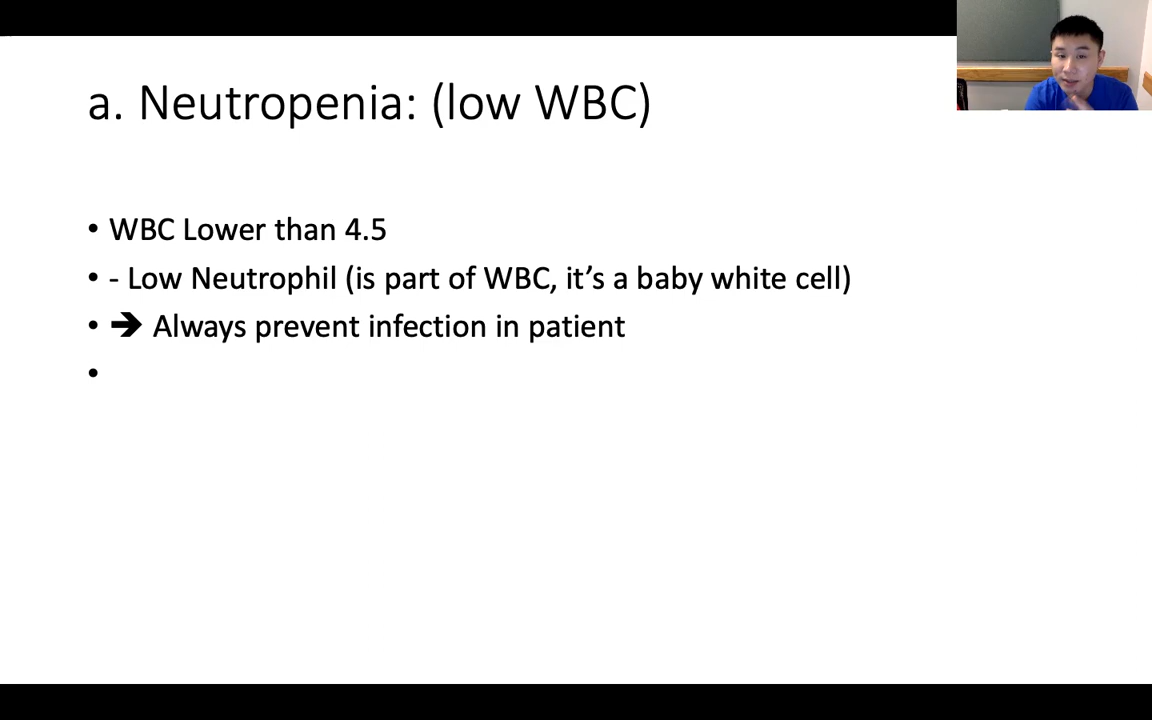 a. Neutropenia: (low WBC)
• WBC Lower than 4.5
• - Low Neutrophil (is part of WBC, it’s a baby white cell)
• ➔ Always prevent infection in patient
•